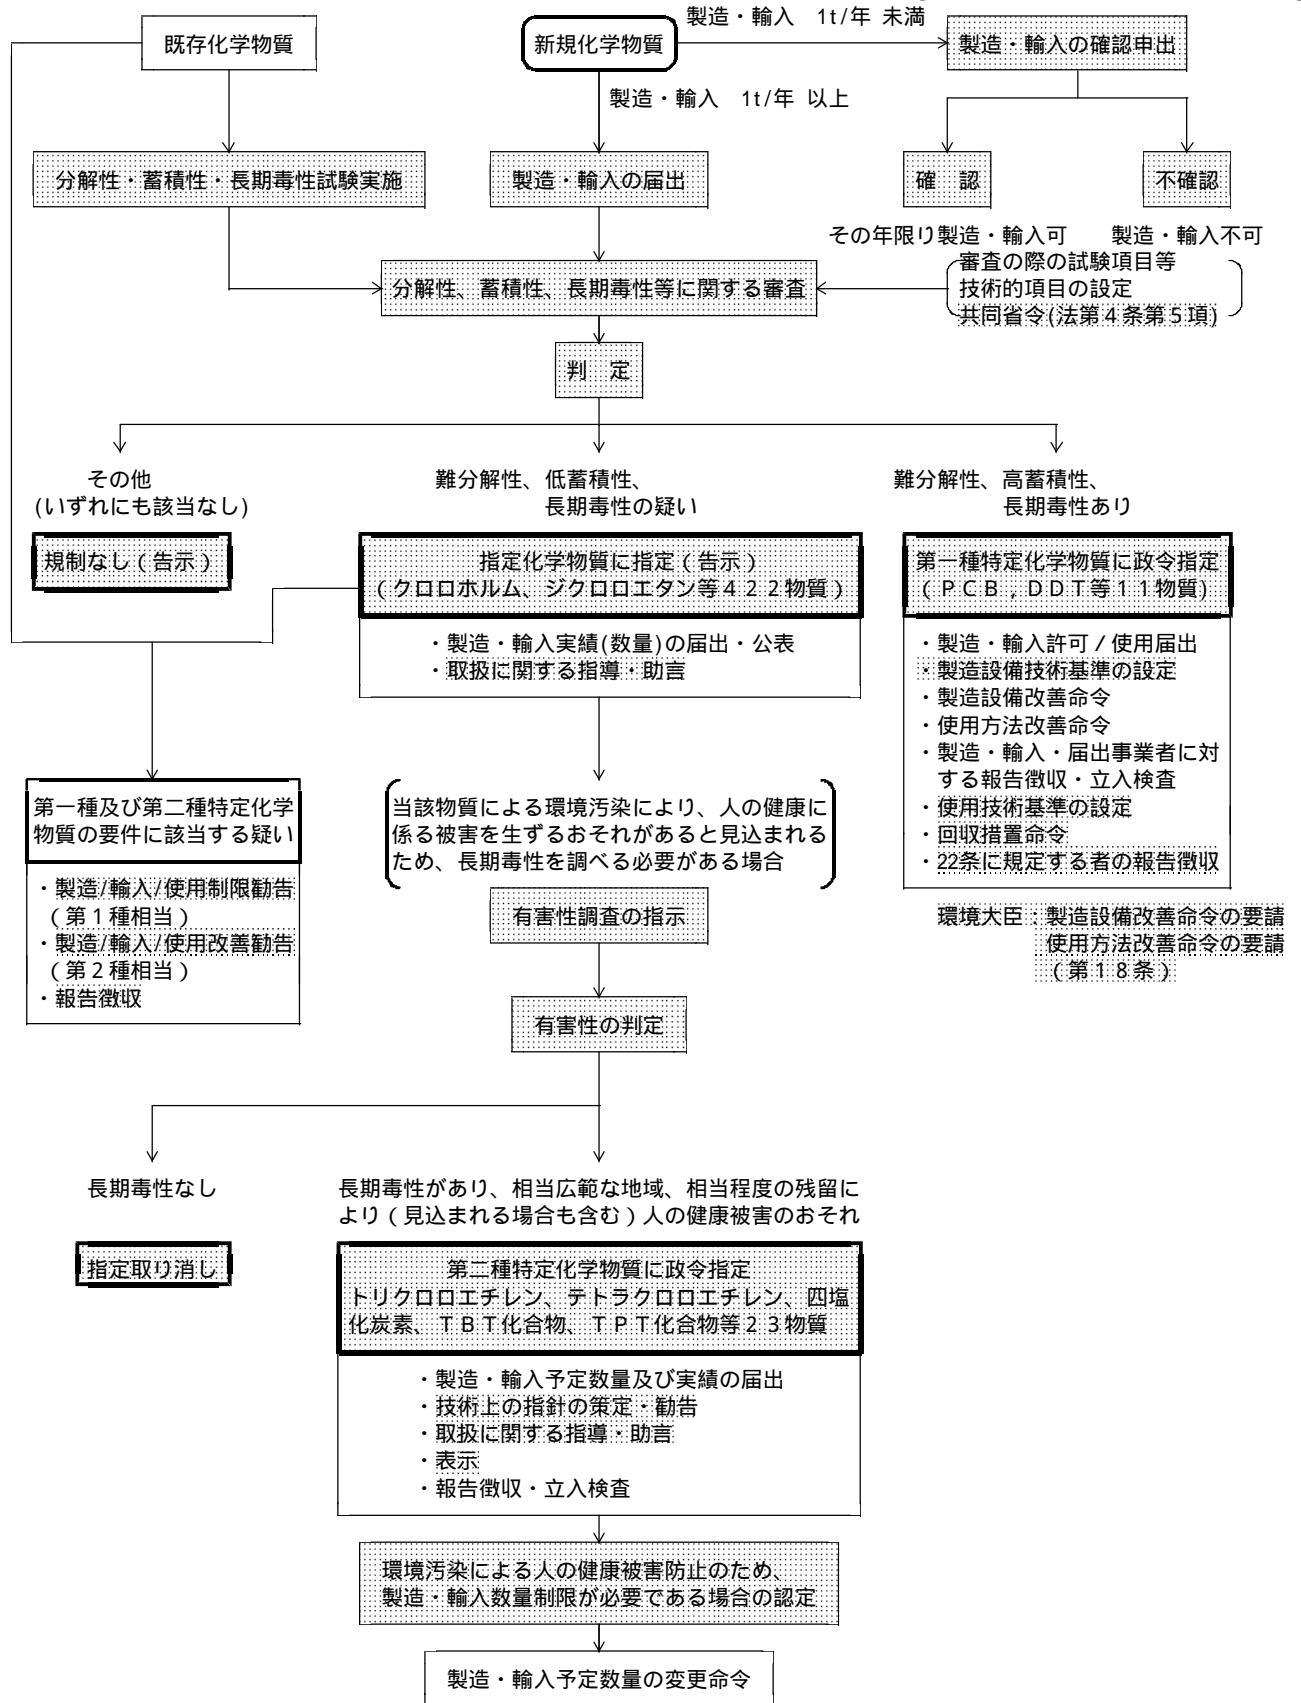 製造・輸入　1t/年 未満
既存化学物質
新規化学物質
製造・輸入の確認申出
製造・輸入　1t/年 以上
分解性・蓄積性・長期毒性試験実施
製造・輸入の届出
確　認
不確認
その年限り製造・輸入可
製造・輸入不可
分解性、蓄積性、長期毒性等に関する審査
審査の際の試験項目等
技術的項目の設定
共同省令(法第４条第５項)
判　定
その他
(いずれにも該当なし)
難分解性、低蓄積性、
長期毒性の疑い
難分解性、高蓄積性、
長期毒性あり
規制なし（告示）
指定化学物質に指定（告示）
（クロロホルム、ジクロロエタン等４２２物質）
・製造・輸入実績(数量)の届出・公表
・取扱に関する指導・助言
第一種特定化学物質に政令指定
（ＰＣＢ，ＤＤＴ等１１物質)
・製造・輸入許可／使用届出
・製造設備技術基準の設定
・製造設備改善命令
・使用方法改善命令
・製造・輸入・届出事業者に対
する報告徴収・立入検査
・使用技術基準の設定
・回収措置命令
・22条に規定する者の報告徴収
環境大臣：製造設備改善命令の要請
使用方法改善命令の要請
（第１８条）
第一種及び第二種特定化学
物質の要件に該当する疑い
・製造/輸入/使用制限勧告
（第１種相当）
・製造/輸入/使用改善勧告
（第２種相当）
・報告徴収
当該物質による環境汚染により、人の健康に
係る被害を生ずるおそれがあると見込まれる
ため、長期毒性を調べる必要がある場合
有害性調査の指示
有害性の判定
長期毒性なし
長期毒性があり、相当広範な地域、相当程度の残留に
より（見込まれる場合も含む）人の健康被害のおそれ
指定取り消し
第二種特定化学物質に政令指定
トリクロロエチレン、テトラクロロエチレン、四塩
化炭素、ＴＢＴ化合物、ＴＰＴ化合物等２３物質
・製造・輸入予定数量及び実績の届出
・技術上の指針の策定・勧告
・取扱に関する指導・助言
・表示
・報告徴収・立入検査
環境汚染による人の健康被害防止のため、
製造・輸入数量制限が必要である場合の認定
製造・輸入予定数量の変更命令